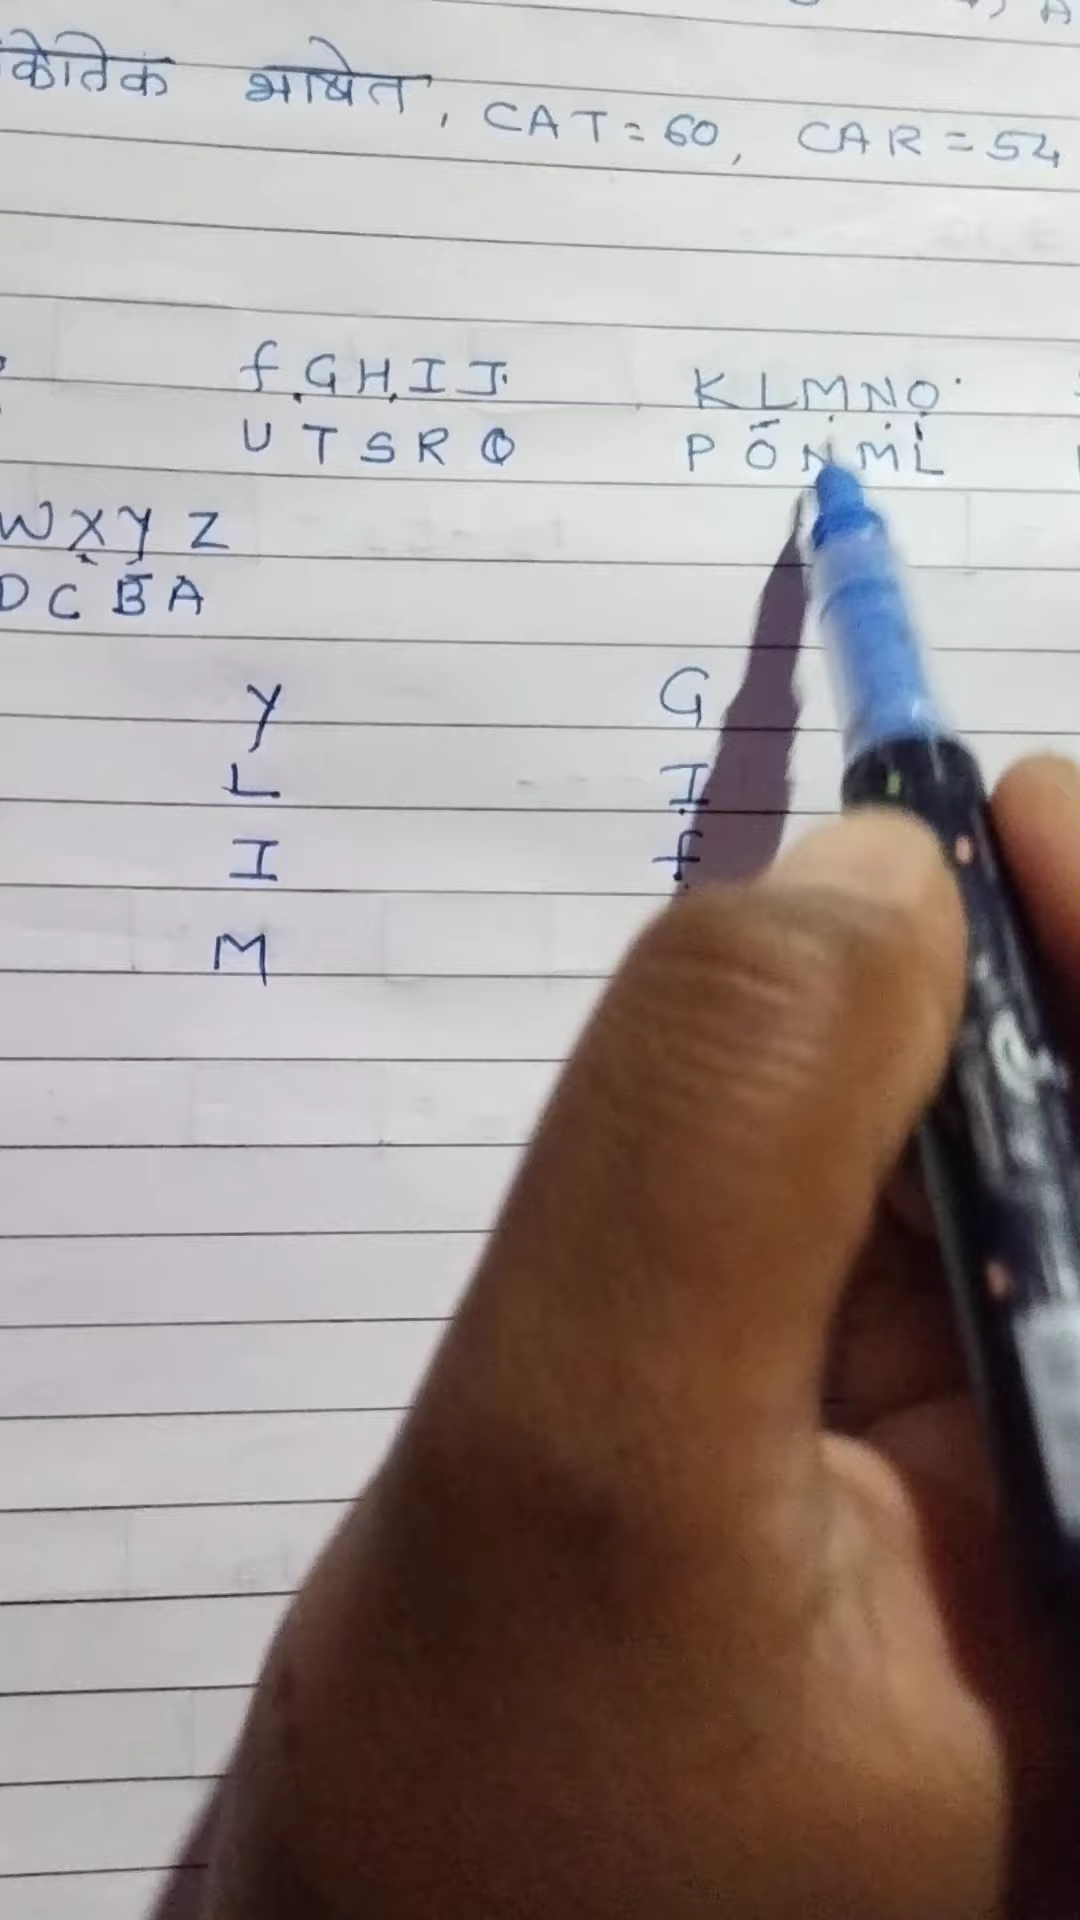 केतिक भाषेत, CAT = 60, CAR = 54
f G H I J K L M N O
U T S R Q P O N M L
W X Y Z
D C B A
Y G
L I
I f
M